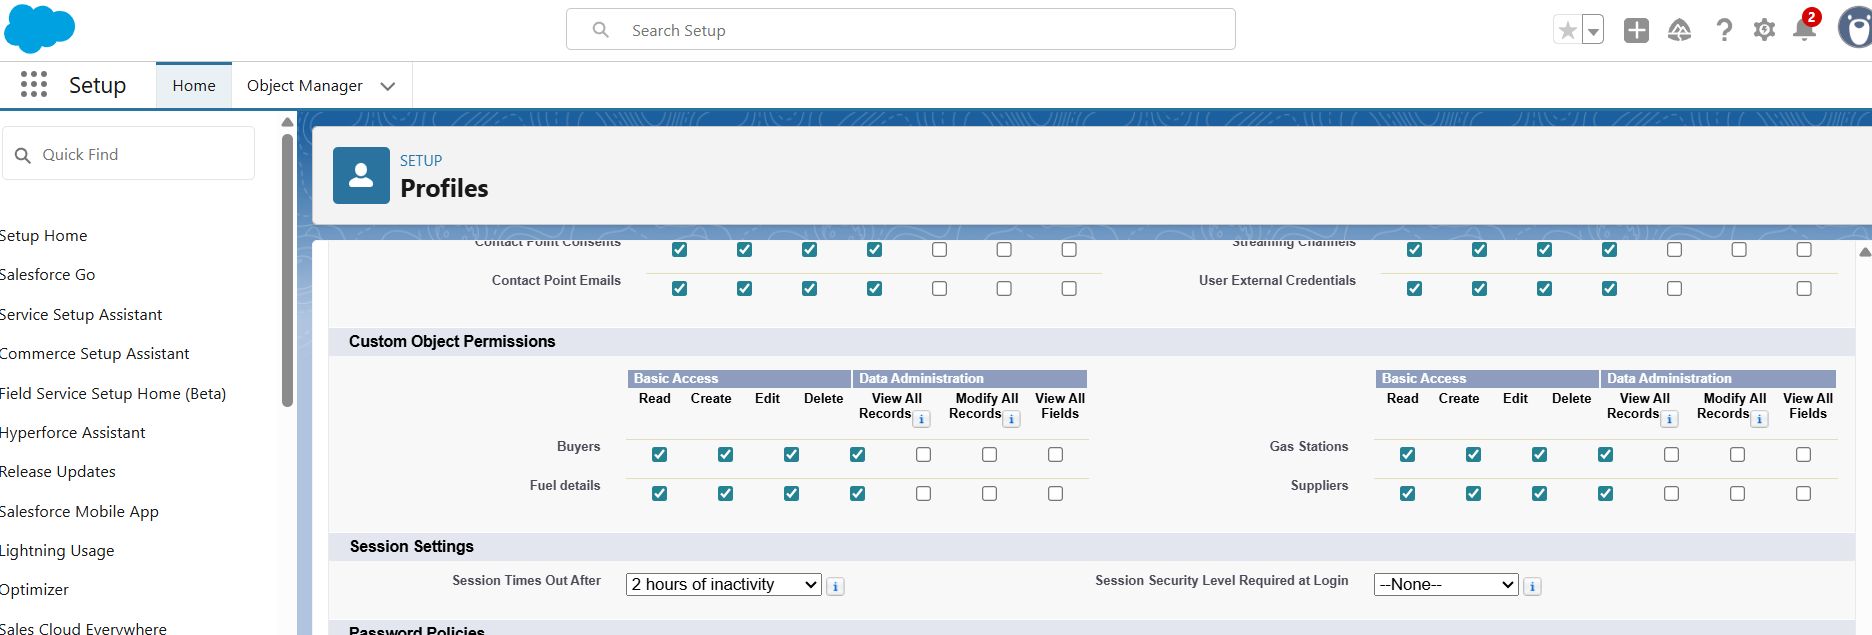 Search Setup
2
Setup
Home
Object Manager
Quick Find
SETUP
Profiles
Setup Home
Salesforce Go
Service Setup Assistant
Commerce Setup Assistant
Field Service Setup Home (Beta)
Hyperforce Assistant
Release Updates
Salesforce Mobile App
Lightning Usage
Optimizer
Sales Cloud Everywhere
Contact Point Consents
Streaming Channels
Contact Point Emails
User External Credentials
Custom Object Permissions
Basic Access Data Administration
Read Create Edit Delete View All Records i Modify All Records i View All Fields
Basic Access Data Administration
Read Create Edit Delete View All Records i Modify All Records i View All Fields
Buyers
Gas Stations
Fuel details
Suppliers
Session Settings
Session Times Out After 2 hours of inactivity i
Session Security Level Required at Login --None-- i
Password Policies